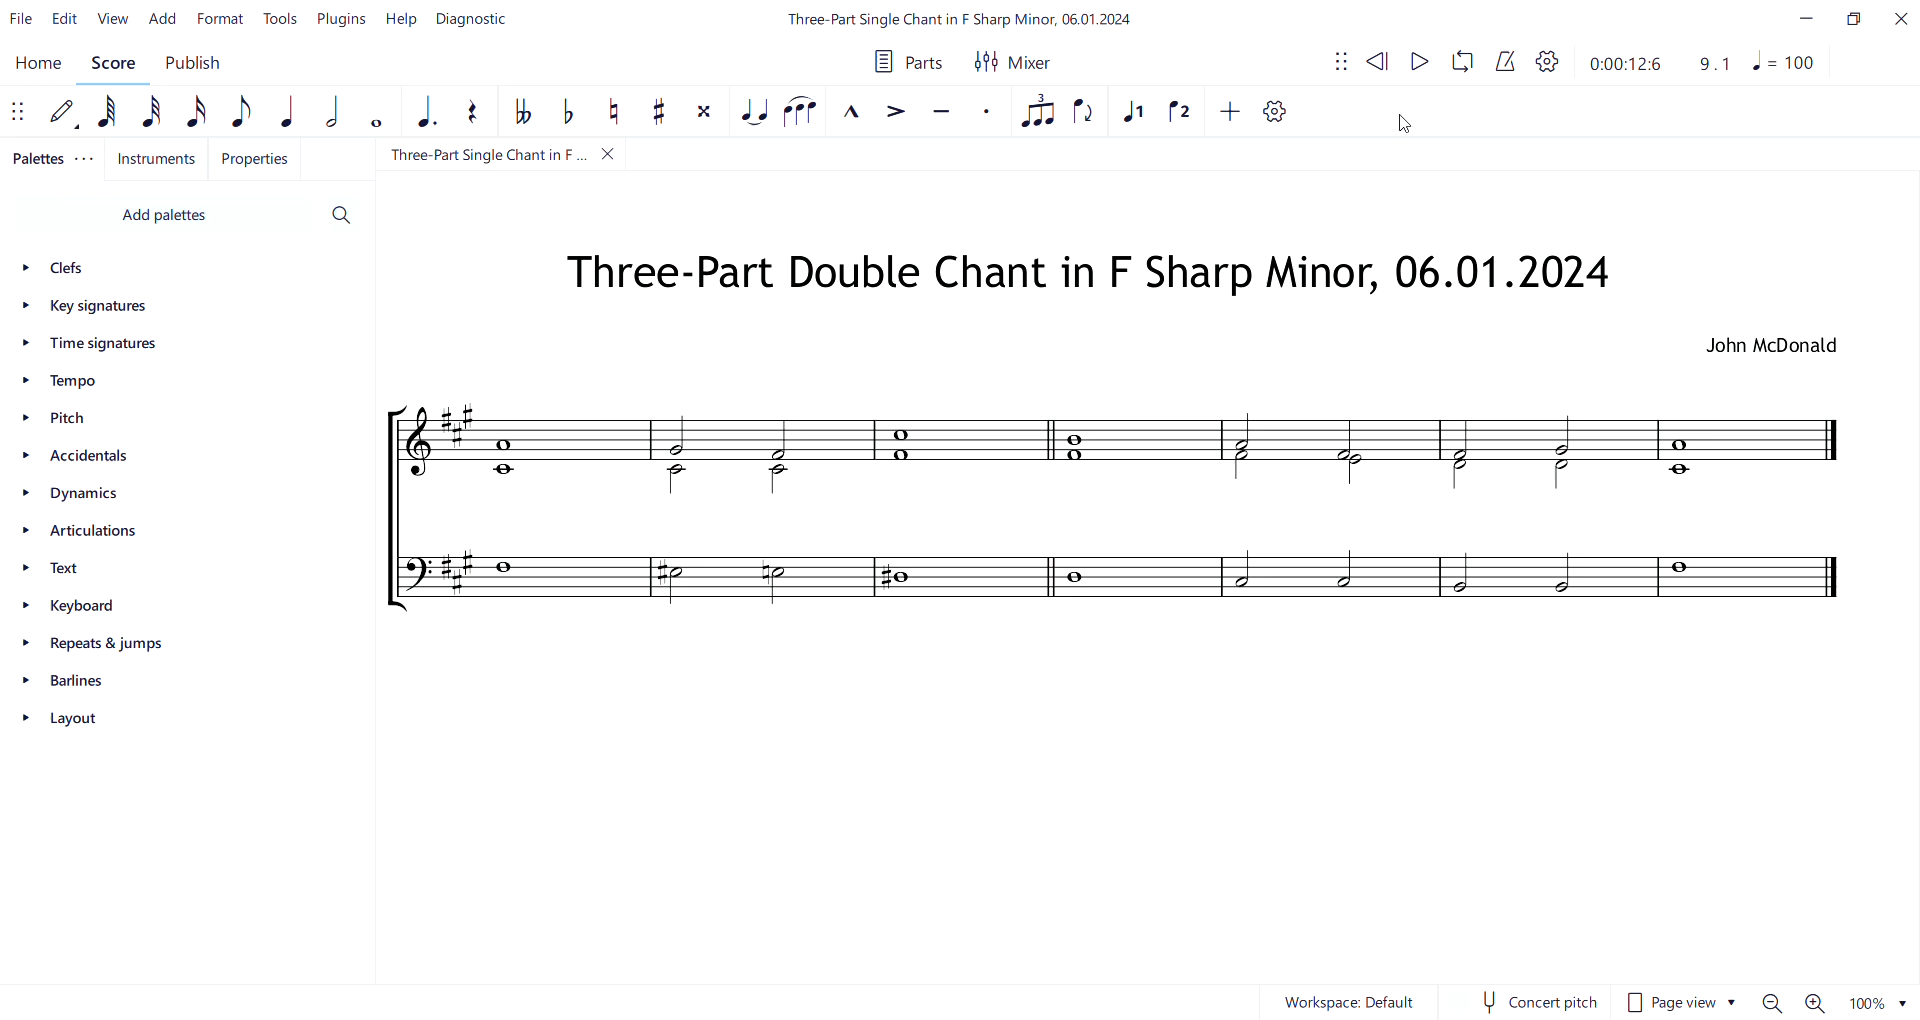 File Edit View Add Format Tools Plugins Help Diagnostic
Three-Part Single Chant in F Sharp Minor, 06.01.2024
Home Score Publish
Parts Mixer
0:00:12:6 9 . 1 = 100
3
1 2
Palettes ··· Instruments Properties
Three-Part Single Chant in F ...
Add palettes
Clefs
Key signatures
Time signatures
Tempo
Pitch
Accidentals
Dynamics
Articulations
Text
Keyboard
Repeats & jumps
Barlines
Layout
Three-Part Double Chant in F Sharp Minor, 06.01.2024
John McDonald
Workspace: Default Concert pitch Page view 100%